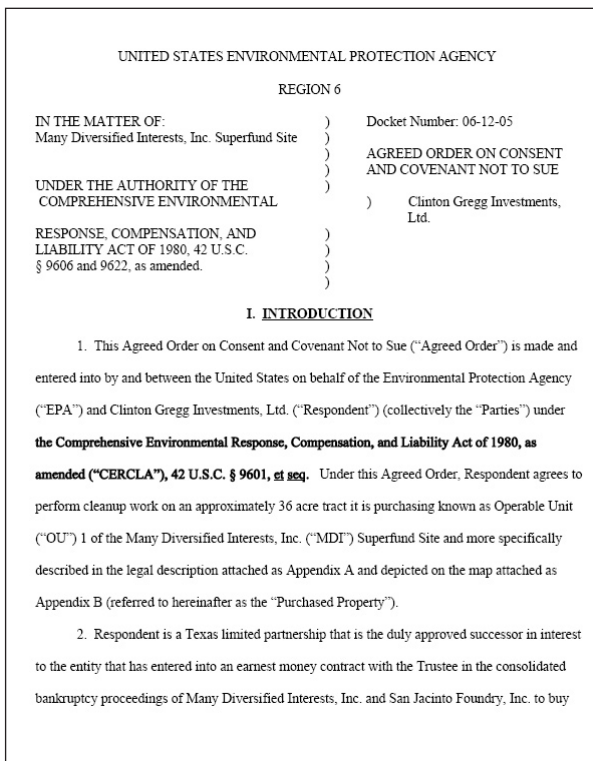 UNITED STATES ENVIRONMENTAL PROTECTION AGENCY
REGION 6
IN THE MATTER OF: ) Docket Number: 06-12-05
Many Diversified Interests, Inc. Superfund Site )
) AGREED ORDER ON CONSENT
) AND COVENANT NOT TO SUE
UNDER THE AUTHORITY OF THE )
COMPREHENSIVE ENVIRONMENTAL ) Clinton Gregg Investments,
Ltd.
RESPONSE, COMPENSATION, AND )
LIABILITY ACT OF 1980, 42 U.S.C. )
§ 9606 and 9622, as amended. )
)
I. INTRODUCTION
1. This Agreed Order on Consent and Covenant Not to Sue (“Agreed Order”) is made and
entered into by and between the United States on behalf of the Environmental Protection Agency
(“EPA”) and Clinton Gregg Investments, Ltd. (“Respondent”) (collectively the “Parties”) under
the Comprehensive Environmental Response, Compensation, and Liability Act of 1980, as
amended (“CERCLA”), 42 U.S.C. § 9601, et seq. Under this Agreed Order, Respondent agrees to
perform cleanup work on an approximately 36 acre tract it is purchasing known as Operable Unit
(“OU”) 1 of the Many Diversified Interests, Inc. (“MDI”) Superfund Site and more specifically
described in the legal description attached as Appendix A and depicted on the map attached as
Appendix B (referred to hereinafter as the “Purchased Property”).
2. Respondent is a Texas limited partnership that is the duly approved successor in interest
to the entity that has entered into an earnest money contract with the Trustee in the consolidated
bankruptcy proceedings of Many Diversified Interests, Inc. and San Jacinto Foundry, Inc. to buy